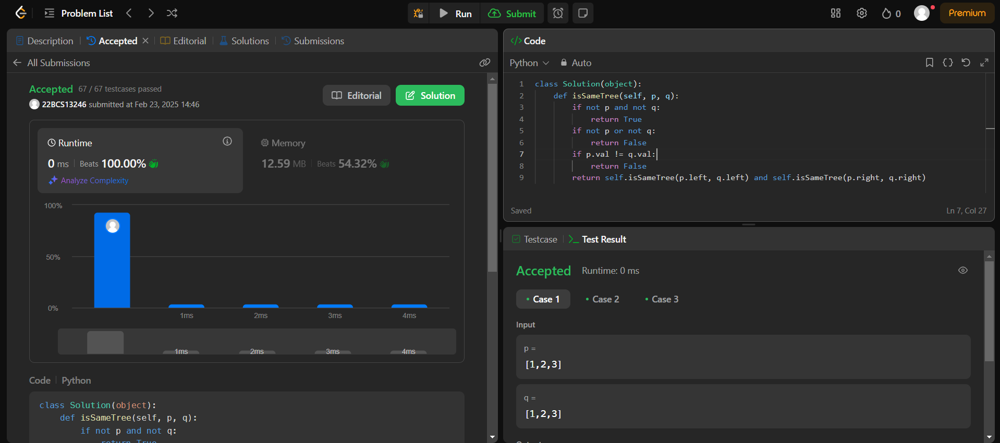 Problem List
Run
Submit
0
Premium
Description
Accepted
Editorial
Solutions
Submissions
All Submissions
Accepted 67 / 67 testcases passed
22BCS13246 submitted at Feb 23, 2025 14:46
Editorial
Solution
Runtime
0 ms Beats 100.00%
Analyze Complexity
Memory
12.59 MB Beats 54.32%
100%
50%
0%
1ms 2ms 3ms 4ms
1ms 2ms 3ms 4ms
Code Python
class Solution(object):
def isSameTree(self, p, q):
if not p and not q:
return True
</> Code
Python
Auto
1 class Solution(object):
2 def isSameTree(self, p, q):
3 if not p and not q:
4 return True
5 if not p or not q:
6 return False
7 if p.val != q.val:
8 return False
9 return self.isSameTree(p.left, q.left) and self.isSameTree(p.right, q.right)
Saved
Ln 7, Col 27
Testcase
>_ Test Result
Accepted Runtime: 0 ms
Case 1
Case 2
Case 3
Input
p =
[1,2,3]
q =
[1,2,3]